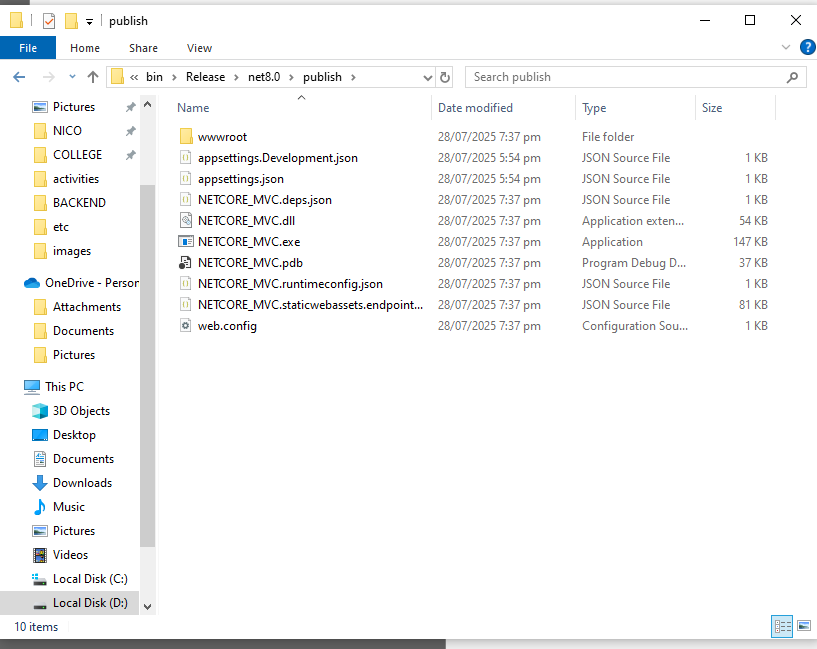 publish
File Home Share View
« bin › Release › net8.0 › publish › Search publish
Name Date modified Type Size
Pictures
NICO
COLLEGE
activities
BACKEND
etc
images
OneDrive - Person
Attachments
Documents
Pictures
This PC
3D Objects
Desktop
Documents
Downloads
Music
Pictures
Videos
Local Disk (C:)
Local Disk (D:)
wwwroot 28/07/2025 7:37 pm File folder
appsettings.Development.json 28/07/2025 5:54 pm JSON Source File 1 KB
appsettings.json 28/07/2025 5:54 pm JSON Source File 1 KB
NETCORE_MVC.deps.json 28/07/2025 7:37 pm JSON Source File 1 KB
NETCORE_MVC.dll 28/07/2025 7:37 pm Application exten... 54 KB
NETCORE_MVC.exe 28/07/2025 7:37 pm Application 147 KB
NETCORE_MVC.pdb 28/07/2025 7:37 pm Program Debug D... 37 KB
NETCORE_MVC.runtimeconfig.json 28/07/2025 7:37 pm JSON Source File 1 KB
NETCORE_MVC.staticwebassets.endpoint... 28/07/2025 7:37 pm JSON Source File 81 KB
web.config 28/07/2025 7:37 pm Configuration Sou... 1 KB
10 items